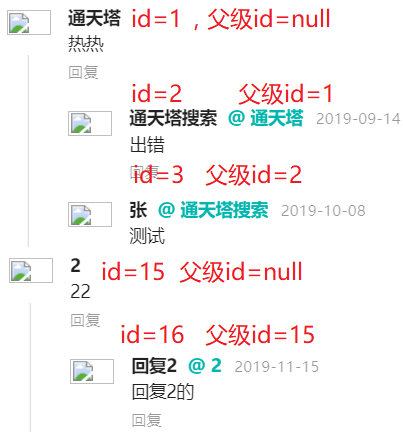 通天塔 id=1，父级id=null
热热
回复
id=2 父级id=1
通天塔搜索 @ 通天塔 2019-09-14
出错
回复
id=3 父级id=2
张 @ 通天塔搜索 2019-10-08
测试
2 id=15 父级id=null
22
回复
id=16 父级id=15
回复2 @ 2 2019-11-15
回复2的
回复